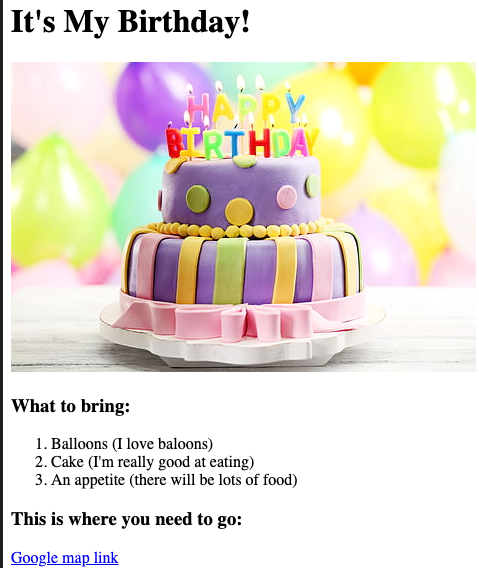 It's My Birthday!
HAPPY
BIRTHDAY
What to bring:
1. Balloons (I love baloons)
2. Cake (I'm really good at eating)
3. An appetite (there will be lots of food)
This is where you need to go:
Google map link